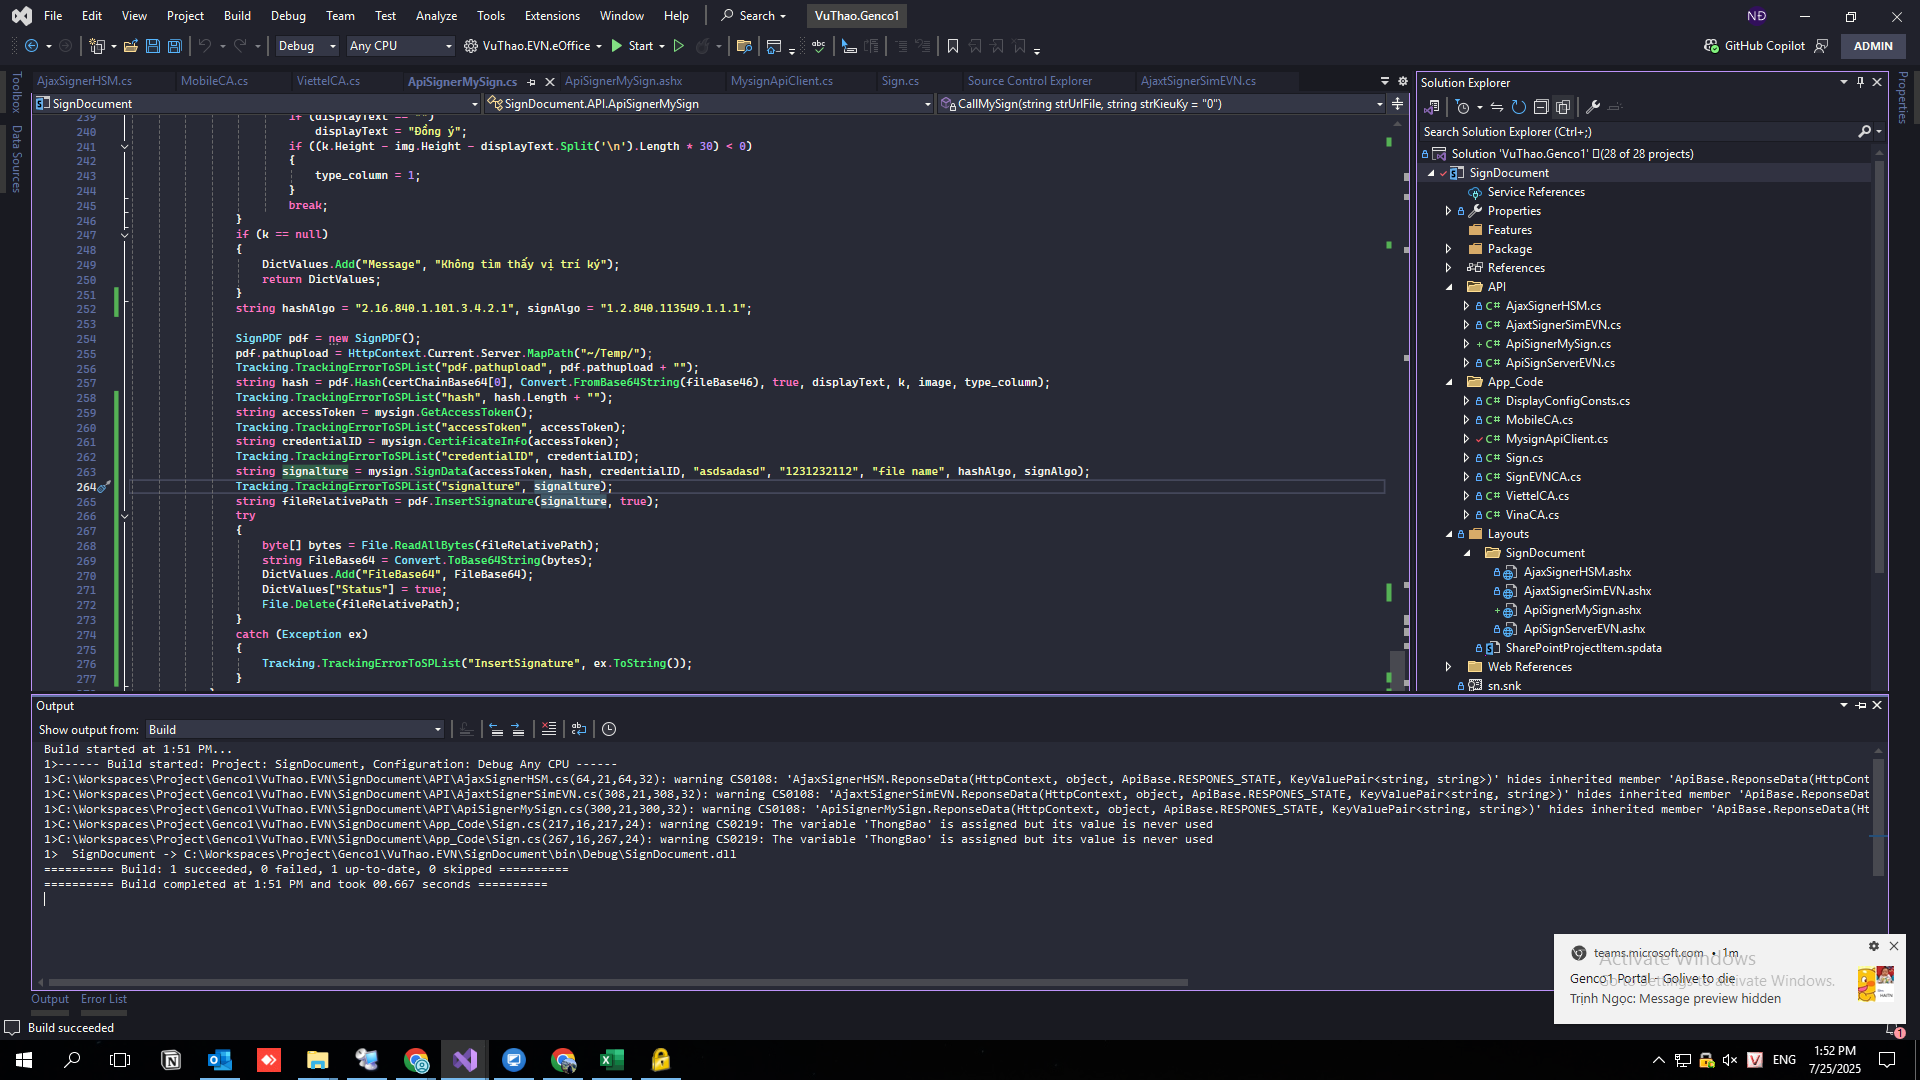 File Edit View Project Build Debug Team Test Analyze Tools Extensions Window Help Search VuThao.Genco1 NĐ
Debug Any CPU VuThao.EVN.eOffice Start GitHub Copilot ADMIN
AjaxSignerHSM.cs MobileCA.cs ViettelCA.cs ApiSignerMySign.cs ApiSignerMySign.ashx MysignApiClient.cs Sign.cs Source Control Explorer AjaxtSignerSimEVN.cs
SignDocument SignDocument.API.ApiSignerMySign CallMySign(string strUrlFile, string strKieuKy = "0")
Toolbox
Data Sources
239 if (displayText == "")
240 displayText = "Đồng ý";
241 if ((k.Height - img.Height - displayText.Split('\n').Length * 30) < 0)
242 {
243 type_column = 1;
244 }
245 break;
246 }
247 if (k == null)
248 {
249 DictValues.Add("Message", "Không tìm thấy vị trí ký");
250 return DictValues;
251 }
252 string hashAlgo = "2.16.840.1.101.3.4.2.1", signAlgo = "1.2.840.113549.1.1.1";
253
254 SignPDF pdf = new SignPDF();
255 pdf.pathupload = HttpContext.Current.Server.MapPath("~/Temp/");
256 Tracking.TrackingErrorToSPList("pdf.pathupload", pdf.pathupload + "");
257 string hash = pdf.Hash(certChainBase64[0], Convert.FromBase64String(fileBase46), true, displayText, k, image, type_column);
258 Tracking.TrackingErrorToSPList("hash", hash.Length + "");
259 string accessToken = mysign.GetAccessToken();
260 Tracking.TrackingErrorToSPList("accessToken", accessToken);
261 string credentialID = mysign.CertificateInfo(accessToken);
262 Tracking.TrackingErrorToSPList("credentialID", credentialID);
263 string signalture = mysign.SignData(accessToken, hash, credentialID, "asdsadasd", "1231232112", "file name", hashAlgo, signAlgo);
264 Tracking.TrackingErrorToSPList("signalture", signalture);
265 string fileRelativePath = pdf.InsertSignature(signalture, true);
266 try
267 {
268 byte[] bytes = File.ReadAllBytes(fileRelativePath);
269 string FileBase64 = Convert.ToBase64String(bytes);
270 DictValues.Add("FileBase64", FileBase64);
271 DictValues["Status"] = true;
272 File.Delete(fileRelativePath);
273 }
274 catch (Exception ex)
275 {
276 Tracking.TrackingErrorToSPList("InsertSignature", ex.ToString());
277 }
Solution Explorer
Properties
Search Solution Explorer (Ctrl+;)
Solution 'VuThao.Genco1' (28 of 28 projects)
SignDocument
Service References
Properties
Features
Package
References
API
C# AjaxSignerHSM.cs
C# AjaxtSignerSimEVN.cs
C# ApiSignerMySign.cs
C# ApiSignServerEVN.cs
App_Code
C# DisplayConfigConsts.cs
C# MobileCA.cs
C# MysignApiClient.cs
C# Sign.cs
C# SignEVNCA.cs
C# ViettelCA.cs
C# VinaCA.cs
Layouts
SignDocument
AjaxSignerHSM.ashx
AjaxtSignerSimEVN.ashx
ApiSignerMySign.ashx
ApiSignServerEVN.ashx
SharePointProjectItem.spdata
Web References
sn.snk
Output
Show output from: Build
Build started at 1:51 PM...
1>------ Build started: Project: SignDocument, Configuration: Debug Any CPU ------
1>C:\Workspaces\Project\Genco1\VuThao.EVN\SignDocument\API\AjaxSignerHSM.cs(64,21,64,32): warning CS0108: 'AjaxSignerHSM.ReponseData(HttpContext, object, ApiBase.RESPONES_STATE, KeyValuePair<string, string>)' hides inherited member 'ApiBase.ReponseData(HttpCont
1>C:\Workspaces\Project\Genco1\VuThao.EVN\SignDocument\API\AjaxtSignerSimEVN.cs(308,21,308,32): warning CS0108: 'AjaxtSignerSimEVN.ReponseData(HttpContext, object, ApiBase.RESPONES_STATE, KeyValuePair<string, string>)' hides inherited member 'ApiBase.ReponseDat
1>C:\Workspaces\Project\Genco1\VuThao.EVN\SignDocument\API\ApiSignerMySign.cs(300,21,300,32): warning CS0108: 'ApiSignerMySign.ReponseData(HttpContext, object, ApiBase.RESPONES_STATE, KeyValuePair<string, string>)' hides inherited member 'ApiBase.ReponseData(Ht
1>C:\Workspaces\Project\Genco1\VuThao.EVN\SignDocument\App_Code\Sign.cs(217,16,217,24): warning CS0219: The variable 'ThongBao' is assigned but its value is never used
1>C:\Workspaces\Project\Genco1\VuThao.EVN\SignDocument\App_Code\Sign.cs(267,16,267,24): warning CS0219: The variable 'ThongBao' is assigned but its value is never used
1> SignDocument -> C:\Workspaces\Project\Genco1\VuThao.EVN\SignDocument\bin\Debug\SignDocument.dll
========== Build: 1 succeeded, 0 failed, 1 up-to-date, 0 skipped ==========
========== Build completed at 1:51 PM and took 00.667 seconds ==========
Output Error List
Build succeeded
teams.microsoft.com • 1m
Activate Windows
Genco1 Portal - Golive to die
Go to Settings to activate Windows.
Trịnh Ngọc: Message preview hidden
HAITN
1
ENG
1:52 PM
7/25/2025